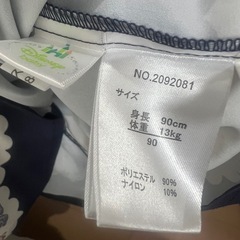 NO.2092081
サイズ
身長 90cm
体重 13kg
90
ポリエステル 90%
ナイロン 10%
Disney